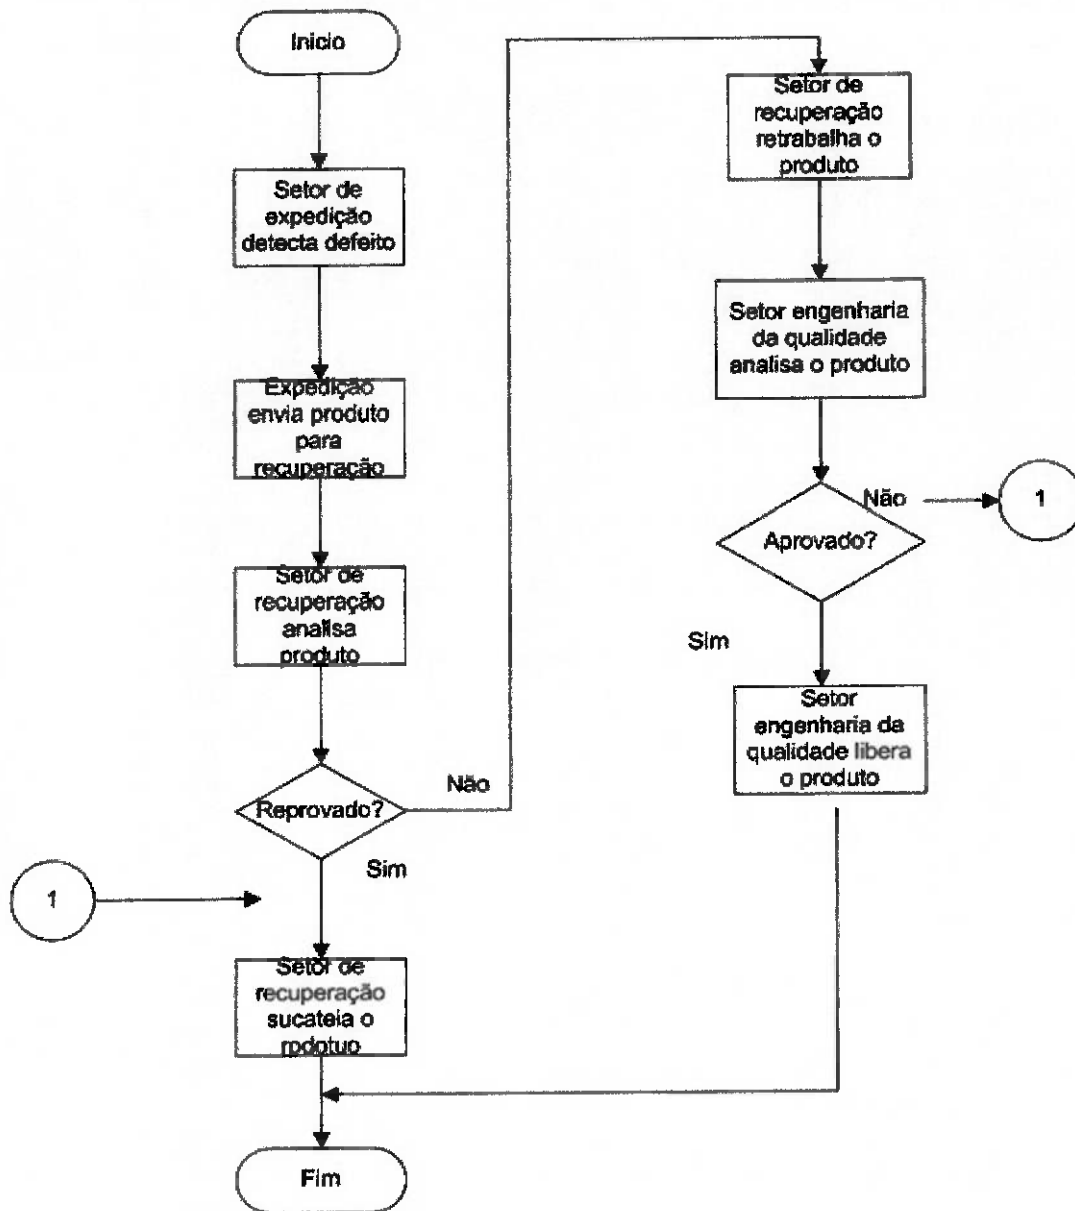 Inicio
Setor de
expedição
detecta defeito
Expedição
envia produto
para
recuperação
Setor de
recuperação
analisa
produto
Reprovado?
Não
Sim
1
Setor de
recuperação
sucateia o
rpdotuo
Fim
Setor de
recuperação
retrabalha o
produto
Setor engenharia
da qualidade
analisa o produto
Aprovado?
Não
1
Sim
Setor
engenharia da
qualidade libera
o produto